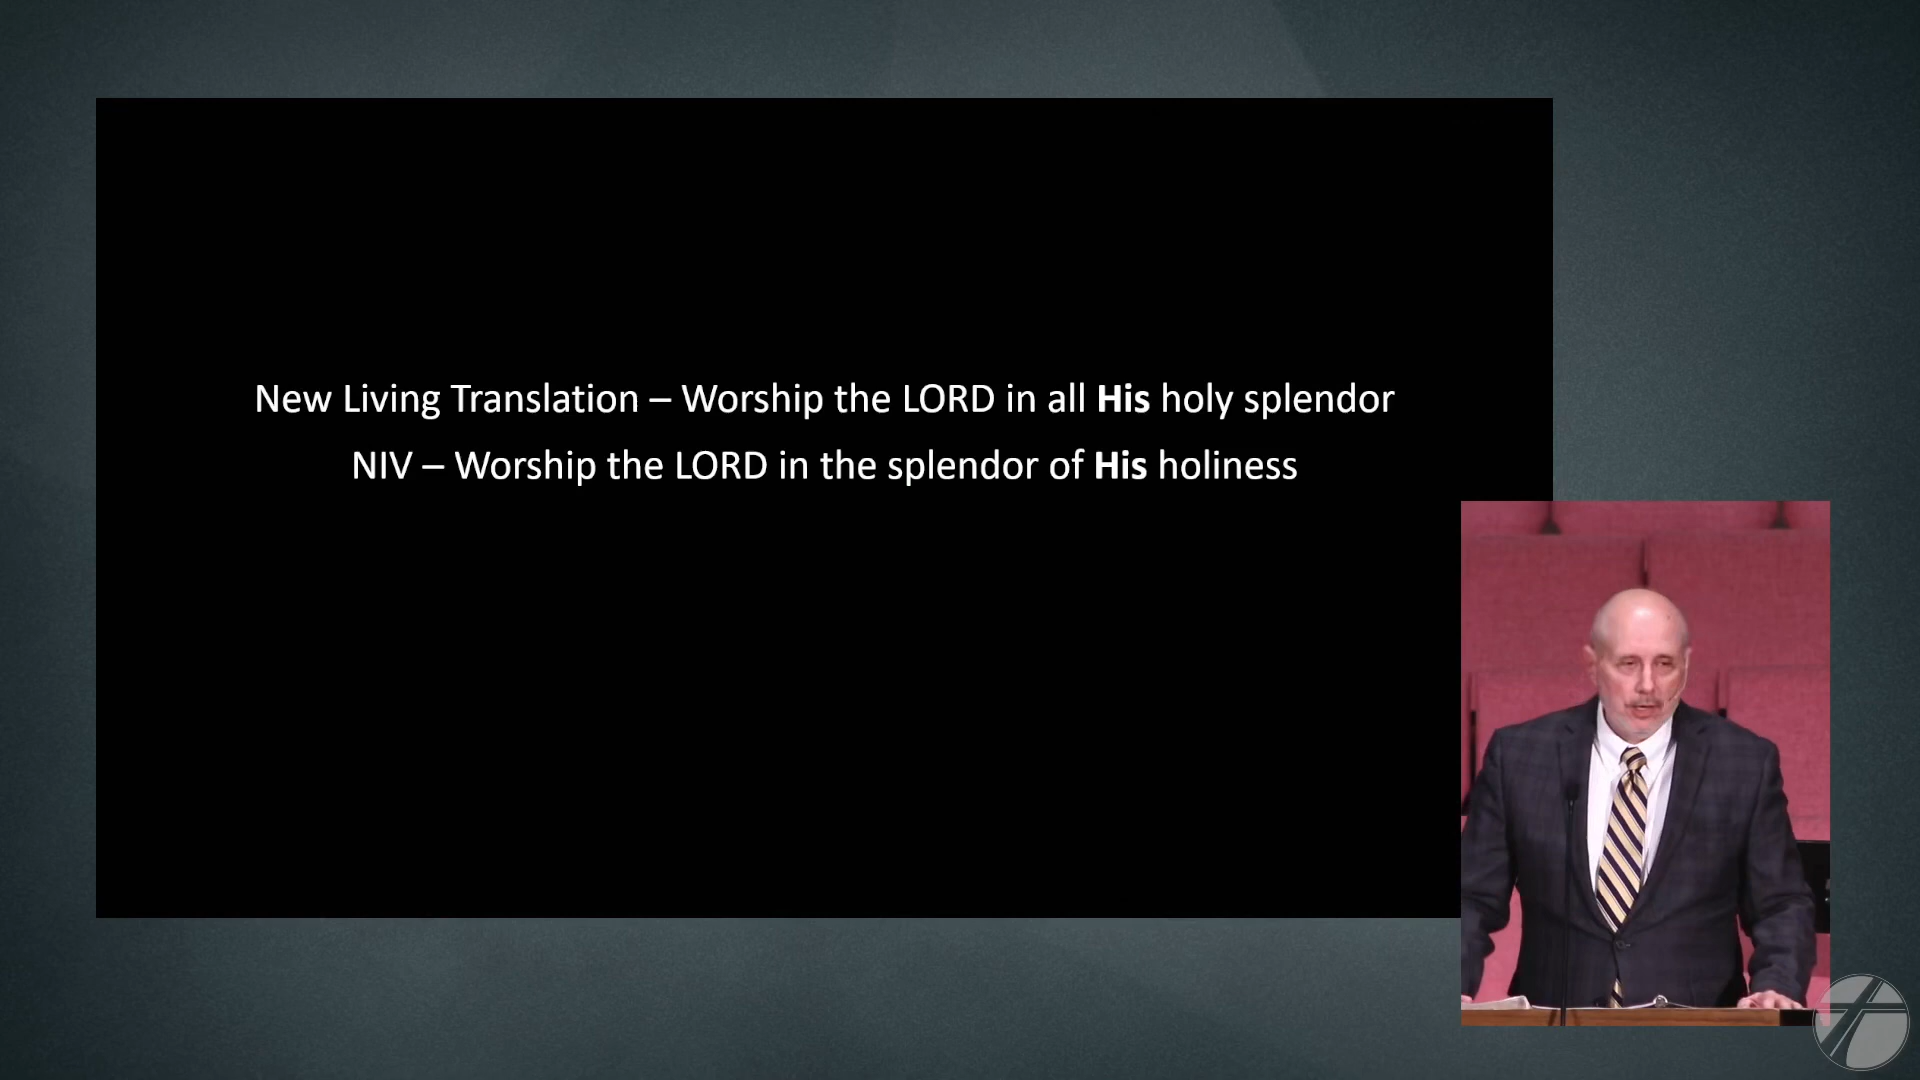 New Living Translation – Worship the LORD in all His holy splendor
NIV – Worship the LORD in the splendor of His holiness